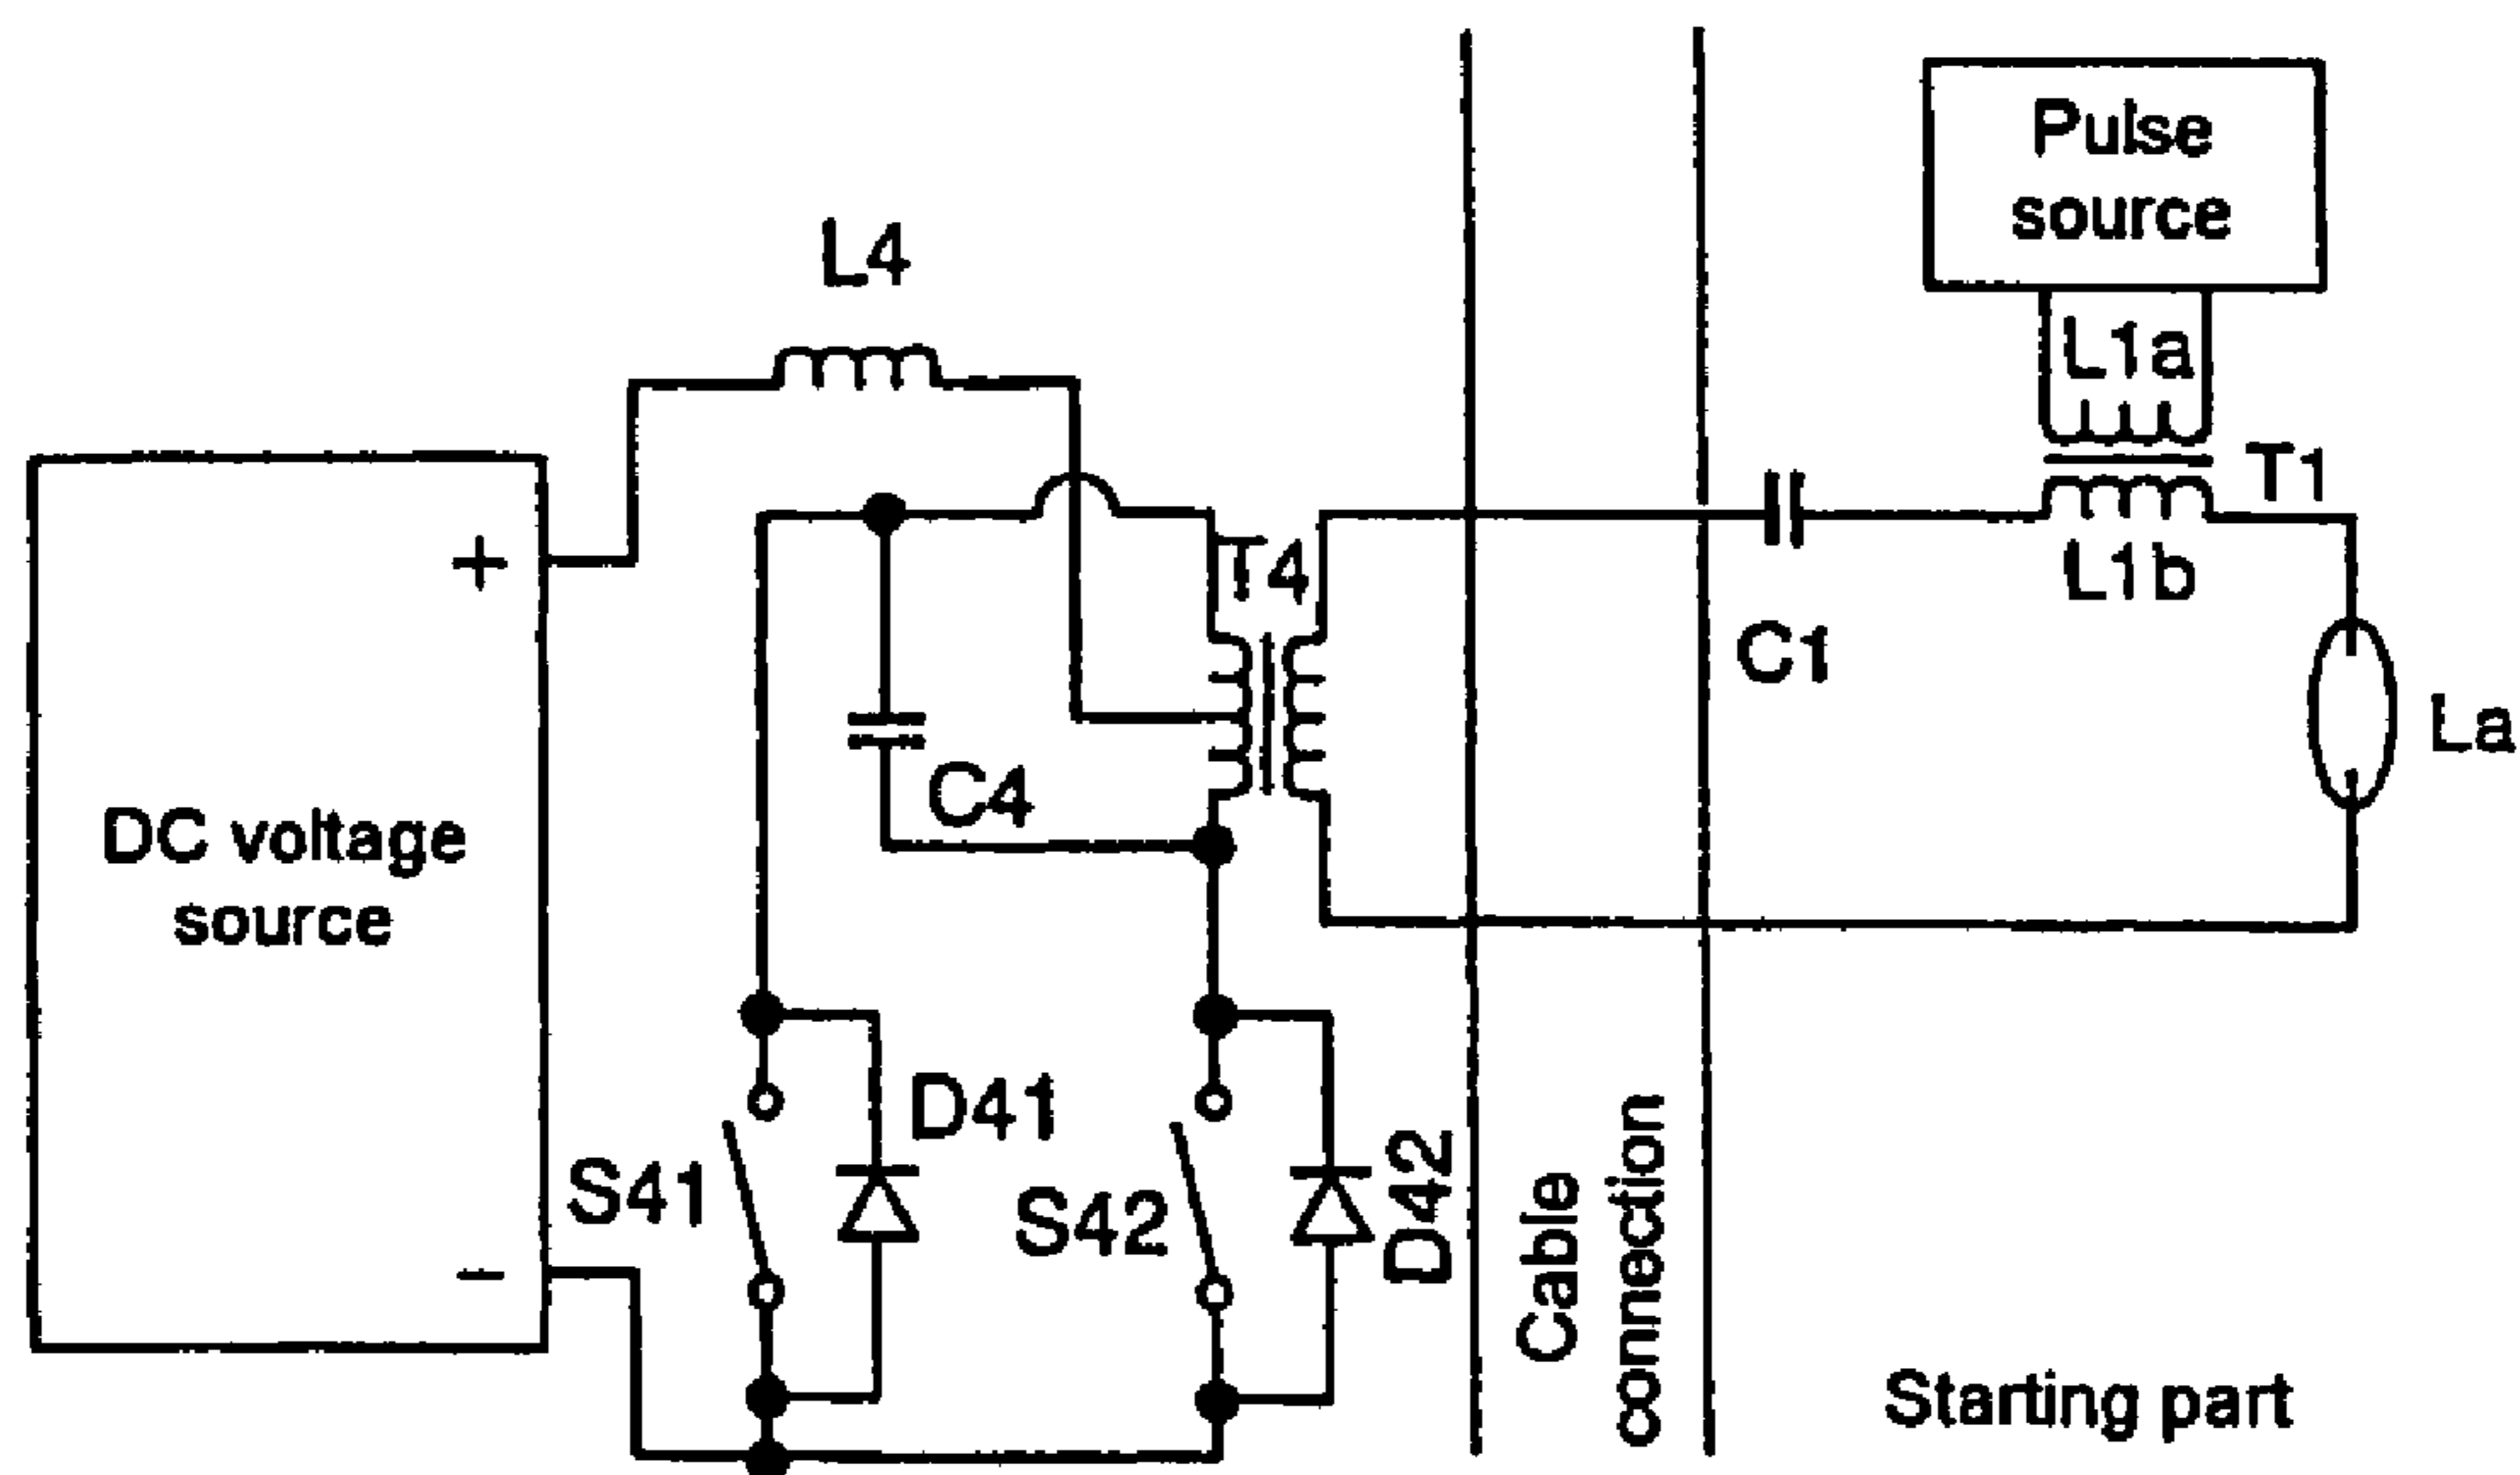 Pulse
source
L4
L1a
T1
+
T4
L1b
C1
La
C4
DC voltage
source
D41
S41
S42
D42
Cable
connection
−
Starting part